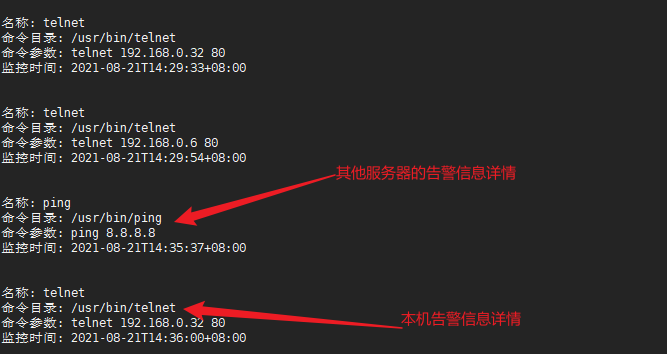 名称: telnet
命令目录: /usr/bin/telnet
命令参数: telnet 192.168.0.32 80
监控时间: 2021-08-21T14:29:33+08:00
名称: telnet
命令目录: /usr/bin/telnet
命令参数: telnet 192.168.0.6 80
监控时间: 2021-08-21T14:29:54+08:00
其他服务器的告警信息详情
名称: ping
命令目录: /usr/bin/ping
命令参数: ping 8.8.8.8
监控时间: 2021-08-21T14:35:37+08:00
名称: telnet
命令目录: /usr/bin/telnet
本机告警信息详情
命令参数: telnet 192.168.0.32 80
监控时间: 2021-08-21T14:36:00+08:00